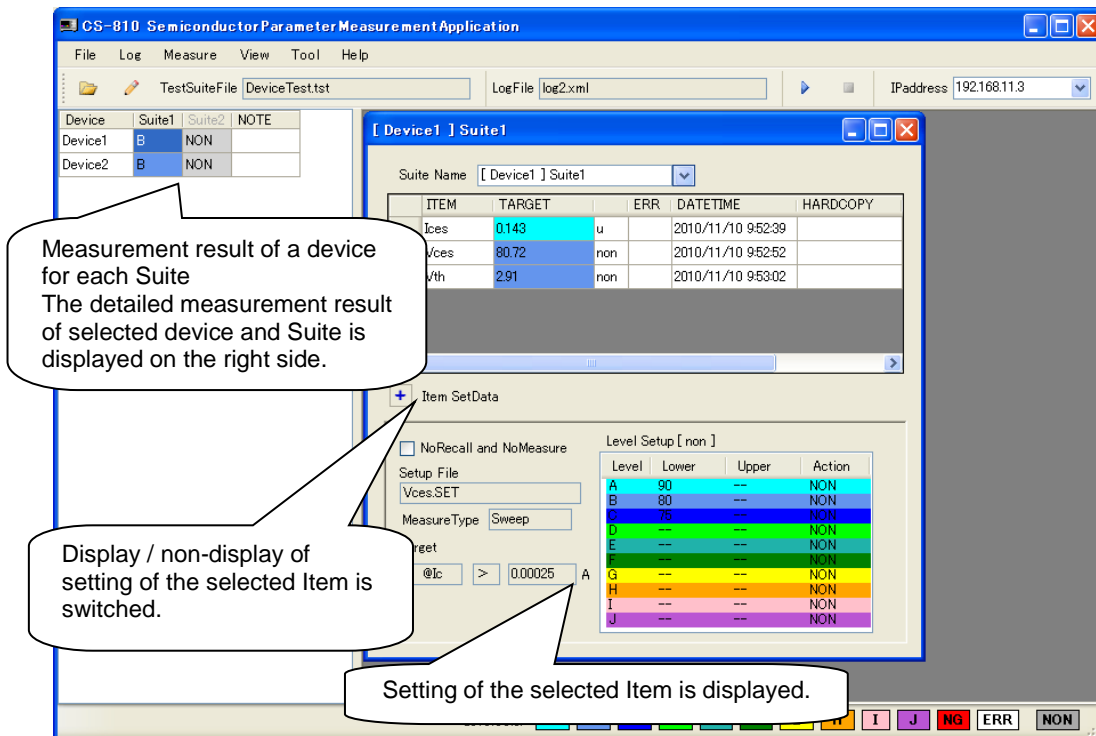 CS-810 SemiconductorParameterMeasurementApplication
File Log Measure View Tool Help
TestSuiteFile DeviceTest.tst LogFile log2.xml IPaddress 192.168.11.3
Device Suite1 Suite2 NOTE
Device1 B NON
Device2 B NON
[ Device1 ] Suite1
Suite Name [ Device1 ] Suite1
ITEM TARGET ERR DATETIME HARDCOPY
Ices 0.143 u 2010/11/10 9:52:39
Vces 80.72 non 2010/11/10 9:52:52
Vth 2.91 non 2010/11/10 9:53:02
Measurement result of a device
for each Suite
The detailed measurement result
of selected device and Suite is
displayed on the right side.
+ Item SetData
NoRecall and NoMeasure
Setup File
Vces.SET
MeasureType Sweep
rget
@Ic > 0.00025 A
Level Setup [ non ]
Level Lower Upper Action
A 90 -- NON
B 80 -- NON
C 75 -- NON
D -- -- NON
E -- -- NON
F -- -- NON
G -- -- NON
H -- -- NON
I -- -- NON
J -- -- NON
Display / non-display of
setting of the selected Item is
switched.
Setting of the selected Item is displayed.
H I J NG ERR NON